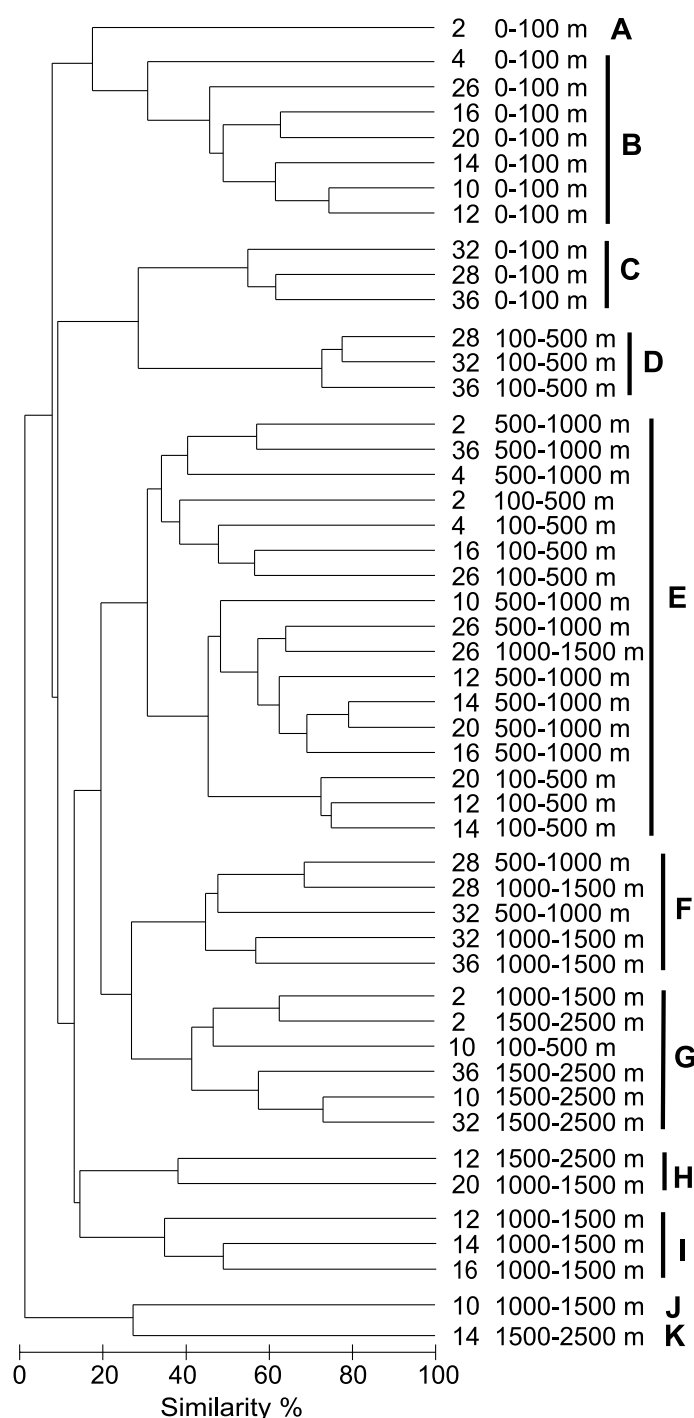 2 0-100 m A
4 0-100 m
26 0-100 m
16 0-100 m
20 0-100 m
B
14 0-100 m
10 0-100 m
12 0-100 m
32 0-100 m
28 0-100 m C
36 0-100 m
28 100-500 m
32 100-500 m D
36 100-500 m
2 500-1000 m
36 500-1000 m
4 500-1000 m
2 100-500 m
4 100-500 m
16 100-500 m
26 100-500 m
10 500-1000 m E
26 500-1000 m
26 1000-1500 m
12 500-1000 m
14 500-1000 m
20 500-1000 m
16 500-1000 m
20 100-500 m
12 100-500 m
14 100-500 m
28 500-1000 m
28 1000-1500 m
32 500-1000 m F
32 1000-1500 m
36 1000-1500 m
2 1000-1500 m
2 1500-2500 m
10 100-500 m G
36 1500-2500 m
10 1500-2500 m
32 1500-2500 m
12 1500-2500 m
H
20 1000-1500 m
12 1000-1500 m
14 1000-1500 m I
16 1000-1500 m
10 1000-1500 m J
14 1500-2500 m K
0 20 40 60 80 100
Similarity %